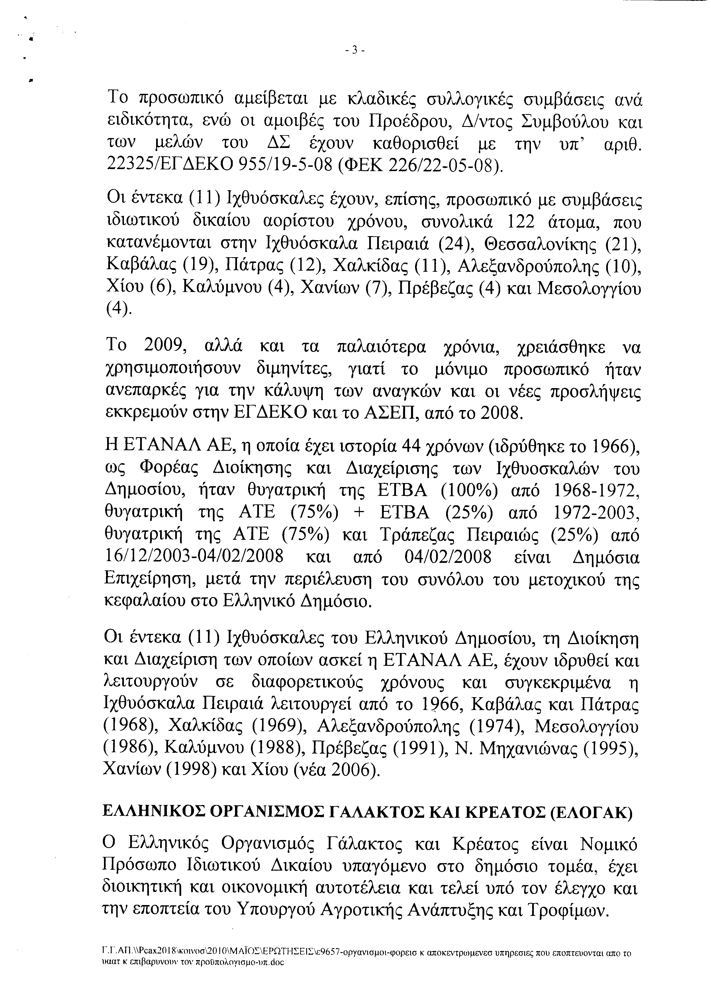 - 3 -
Το προσωπικό αμείβεται με κλαδικές συλλογικές συμβάσεις ανά
ειδικότητα, ενώ οι αμοιβές του Προέδρου, Δ/ντος Συμβούλου και
των μελών του ΔΣ έχουν καθορισθεί με την υπ’ αριθ.
22325/ΕΓΔΕΚΟ 955/19-5-08 (ΦΕΚ 226/22-05-08).
Οι έντεκα (11) Ιχθυόσκαλες έχουν, επίσης, προσωπικό με συμβάσεις
ιδιωτικού δικαίου αορίστου χρόνου, συνολικά 122 άτομα, που
κατανέμονται στην Ιχθυόσκαλα Πειραιά (24), Θεσσαλονίκης (21),
Καβάλας (19), Πάτρας (12), Χαλκίδας (11), Αλεξανδρούπολης (10),
Χίου (6), Καλύμνου (4), Χανίων (7), Πρέβεζας (4) και Μεσολογγίου
(4).
Το 2009, αλλά και τα παλαιότερα χρόνια, χρειάσθηκε να
χρησιμοποιήσουν διμηνίτες, γιατί το μόνιμο προσωπικό ήταν
ανεπαρκές για την κάλυψη των αναγκών και οι νέες προσλήψεις
εκκρεμούν στην ΕΓΔΕΚΟ και το ΑΣΕΠ, από το 2008.
Η ΕΤΑΝΑΛ ΑΕ, η οποία έχει ιστορία 44 χρόνων (ιδρύθηκε το 1966),
ως Φορέας Διοίκησης και Διαχείρισης των Ιχθυοσκαλών του
Δημοσίου, ήταν θυγατρική της ΕΤΒΑ (100%) από 1968-1972,
θυγατρική της ΑΤΕ (75%) + ΕΤΒΑ (25%) από 1972-2003,
θυγατρική της ΑΤΕ (75%) και Τράπεζας Πειραιώς (25%) από
16/12/2003-04/02/2008 και από 04/02/2008 είναι Δημόσια
Επιχείρηση, μετά την περιέλευση του συνόλου του μετοχικού της
κεφαλαίου στο Ελληνικό Δημόσιο.
Οι έντεκα (11) Ιχθυόσκαλες του Ελληνικού Δημοσίου, τη Διοίκηση
και Διαχείριση των οποίων ασκεί η ΕΤΑΝΑΛ ΑΕ, έχουν ιδρυθεί και
λειτουργούν σε διαφορετικούς χρόνους και συγκεκριμένα η
Ιχθυόσκαλα Πειραιά λειτουργεί από το 1966, Καβάλας και Πάτρας
(1968), Χαλκίδας (1969), Αλεξανδρούπολης (1974), Μεσολογγίου
(1986), Καλύμνου (1988), Πρέβεζας (1991), Ν. Μηχανιώνας (1995),
Χανίων (1998) και Χίου (νέα 2006).
ΕΛΛΗΝΙΚΟΣ ΟΡΓΑΝΙΣΜΟΣ ΓΑΛΑΚΤΟΣ ΚΑΙ ΚΡΕΑΤΟΣ (ΕΛΟΓΑΚ)
Ο Ελληνικός Οργανισμός Γάλακτος και Κρέατος είναι Νομικό
Πρόσωπο Ιδιωτικού Δικαίου υπαγόμενο στο δημόσιο τομέα, έχει
διοικητική και οικονομική αυτοτέλεια και τελεί υπό τον έλεγχο και
την εποπτεία του Υπουργού Αγροτικής Ανάπτυξης και Τροφίμων.
Γ.Γ.ΑΠ.\\Pcax2018\κοινοσ\2010\ΜΑΪΟΣ\ΕΡΩΤΗΣΕΙΣ\ε9657-οργανισμοι-φορεισ κ αποκεντρωμενεσ υπηρεσιες που εποπτευονται απο το
υαατ κ επιβαρυνουν τον προϋπολογισμο-υπ.doc